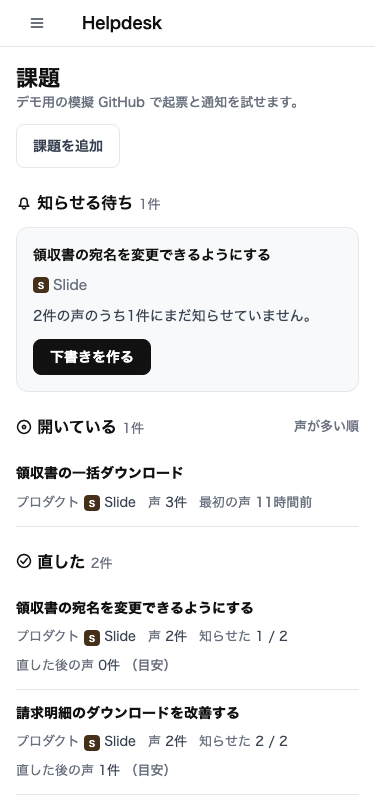 Helpdesk
課題
デモ用の模擬 GitHub で起票と通知を試せます。
課題を追加
知らせる待ち 1件
領収書の宛名を変更できるようにする
S Slide
2件の声のうち1件にまだ知らせていません。
下書きを作る
開いている 1件 声が多い順
領収書の一括ダウンロード
プロダクト S Slide 声 3件 最初の声 11時間前
直した 2件
領収書の宛名を変更できるようにする
プロダクト S Slide 声 2件 知らせた 1 / 2
直した後の声 0件 （目安）
請求明細のダウンロードを改善する
プロダクト S Slide 声 2件 知らせた 2 / 2
直した後の声 1件 （目安）